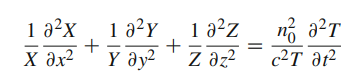 1/X ∂²X/∂x² + 1/Y ∂²Y/∂y² + 1/Z ∂²Z/∂z² = n₀²/c²T ∂²T/∂t²